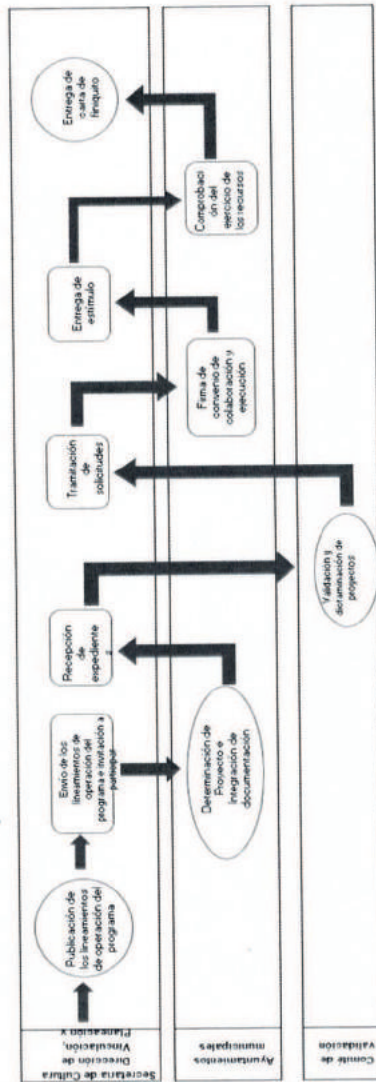 Secretaria de Cultura
Dirección de
Vinculación,
Planeación y
Publicación de
los lineamientos
de operación del
programa
Envío de los
lineamientos de
operación del
programa e invitación a
participar
Recepción
de
expediente
s
Tramitación
de
solicitudes
Entrega de
estímulo
Entrega de
carta de
finiquito
Ayuntamientos
municipales
Determinación de
Proyecto e
integración de
documentación
Firma de
convenio de
colaboración y
ejecución
Comprobaci
ón del
ejercicio de
los recursos
Comité de
validación
Validación y
dictaminación de
proyectos